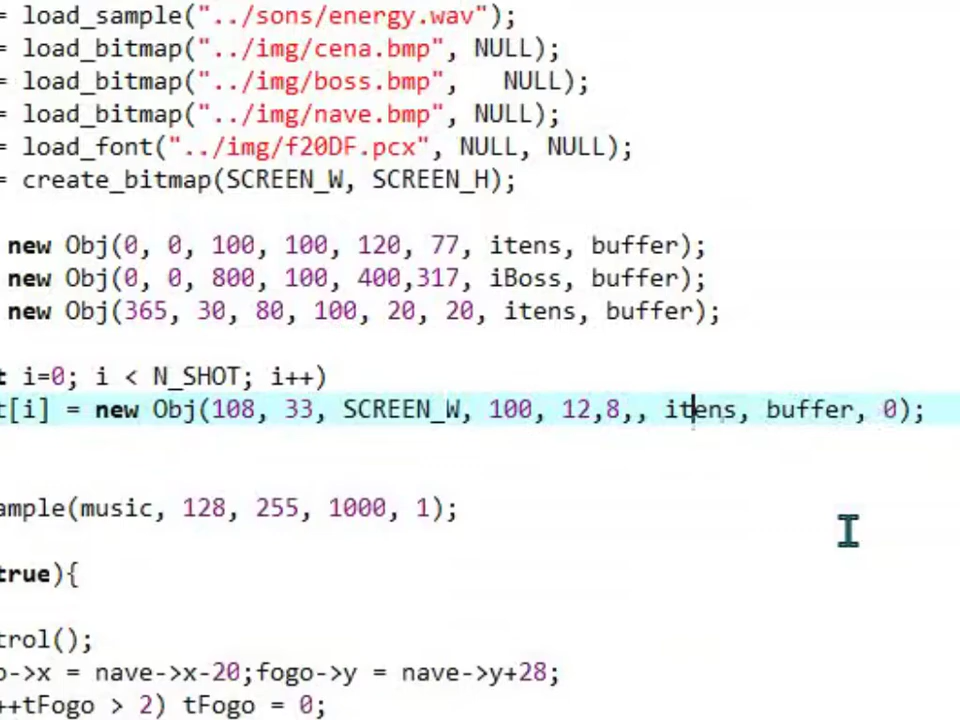 = load_sample("../sons/energy.wav");
= load_bitmap("../img/cena.bmp", NULL);
= load_bitmap("../img/boss.bmp",   NULL);
= load_bitmap("../img/nave.bmp", NULL);
= load_font("../img/f20DF.pcx", NULL, NULL);
= create_bitmap(SCREEN_W, SCREEN_H);
new Obj(0, 0, 100, 100, 120, 77, itens, buffer);
new Obj(0, 0, 800, 100, 400,317, iBoss, buffer);
new Obj(365, 30, 80, 100, 20, 20, itens, buffer);
t i=0; i < N_SHOT; i++)
t[i] = new Obj(108, 33, SCREEN_W, 100, 12,8,, itens, buffer, 0);
ample(music, 128, 255, 1000, 1);
true){
trol();
o->x = nave->x-20;fogo->y = nave->y+28;
++tFogo > 2) tFogo = 0;